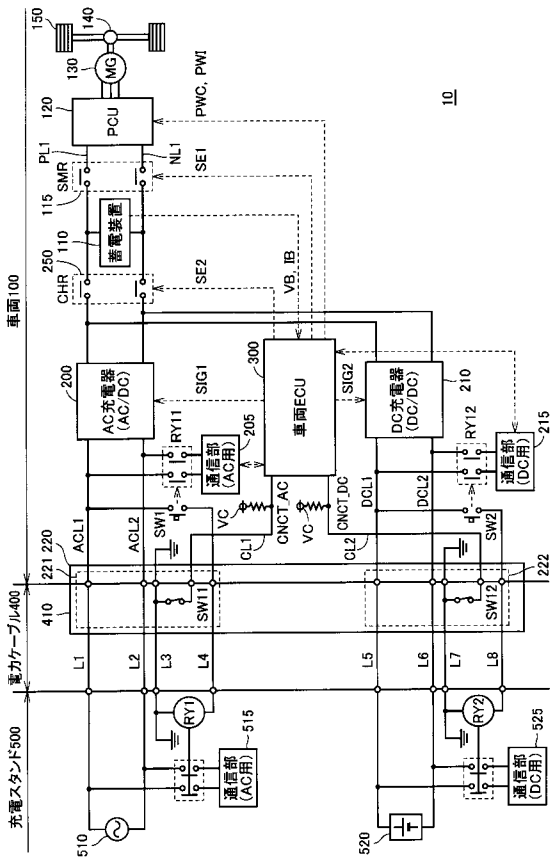 充電スタンド500
電力ケーブル400
車両100
10
150
140
130
MG
120
PCU
PWC, PWI
PL1
NL1
SMR
115
SE1
蓄電装置
110
250
CHR
SE2
VB, IB
200
AC充電器
(AC/DC)
SIG1
300
車両ECU
SIG2
DC充電器
(DC/DC)
210
RY11
205
通信部
(AC用)
RY12
215
通信部
(DC用)
ACL1
ACL2
SW1
VC
CNCT_AC
CL1
VC
CNCT_DC
CL2
DCL1
DCL2
SW2
220
221
410
222
SW11
SW12
L1
L2
L3
L4
L5
L6
L7
L8
RY1
515
通信部
(AC用)
510
RY2
525
通信部
(DC用)
520